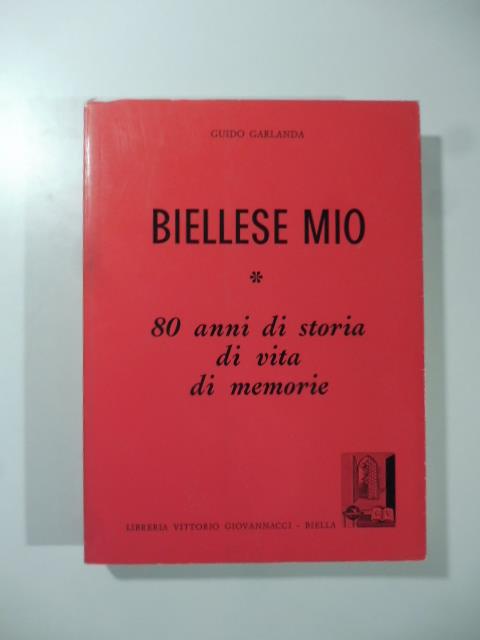 GUIDO GARLANDA
BIELLESE MIO
*
80 anni di storia
di vita
di memorie
LIBRERIA VITTORIO GIOVANNACCI - BIELLA